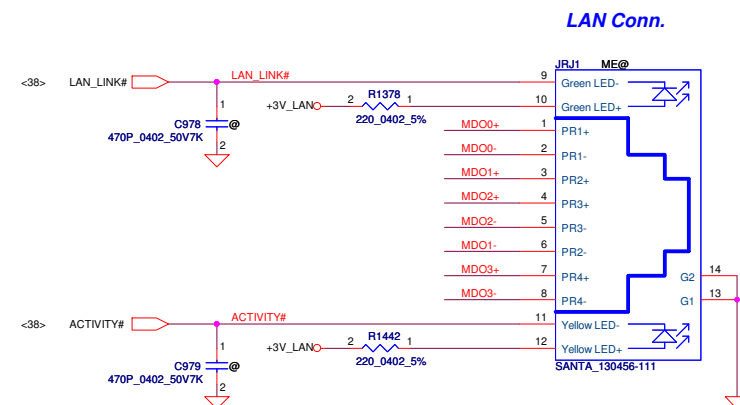 LAN Conn.
JRJ1 ME@
<38> LAN_LINK# LAN_LINK# 9 Green LED-
+3V_LAN 2 R1378 1 10 Green LED+
220_0402_5%
1
C978 @
470P_0402_50V7K
2
MDO0+ 1 PR1+
MDO0- 2 PR1-
MDO1+ 3 PR2+
MDO2+ 4 PR3+
MDO2- 5 PR3-
MDO1- 6 PR2-
MDO3+ 7 PR4+
MDO3- 8 PR4-
G2 14
G1 13
<38> ACTIVITY# ACTIVITY# 11 Yellow LED-
+3V_LAN 2 R1442 1 12 Yellow LED+
220_0402_5%
1
C979 @
470P_0402_50V7K
2
SANTA_130456-111